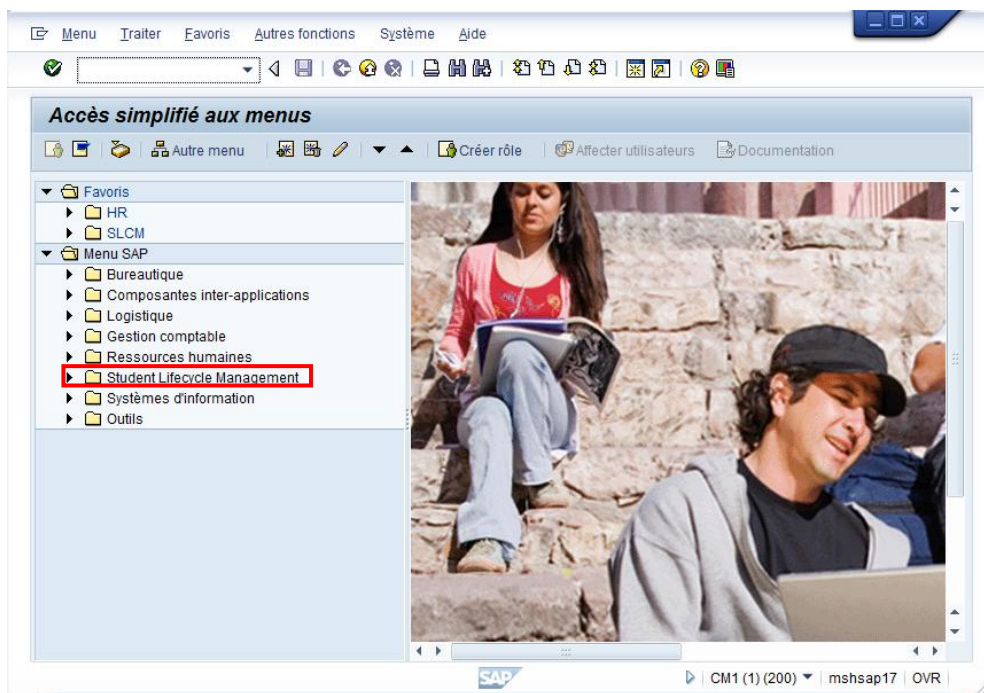 Menu Traiter Favoris Autres fonctions Système Aide
Accès simplifié aux menus
Autre menu Créer rôle Affecter utilisateurs Documentation
Favoris
HR
SLCM
Menu SAP
Bureautique
Composantes inter-applications
Logistique
Gestion comptable
Ressources humaines
Student Lifecycle Management
Systèmes d'information
Outils
SAP CM1 (1) (200) mshsap17 OVR